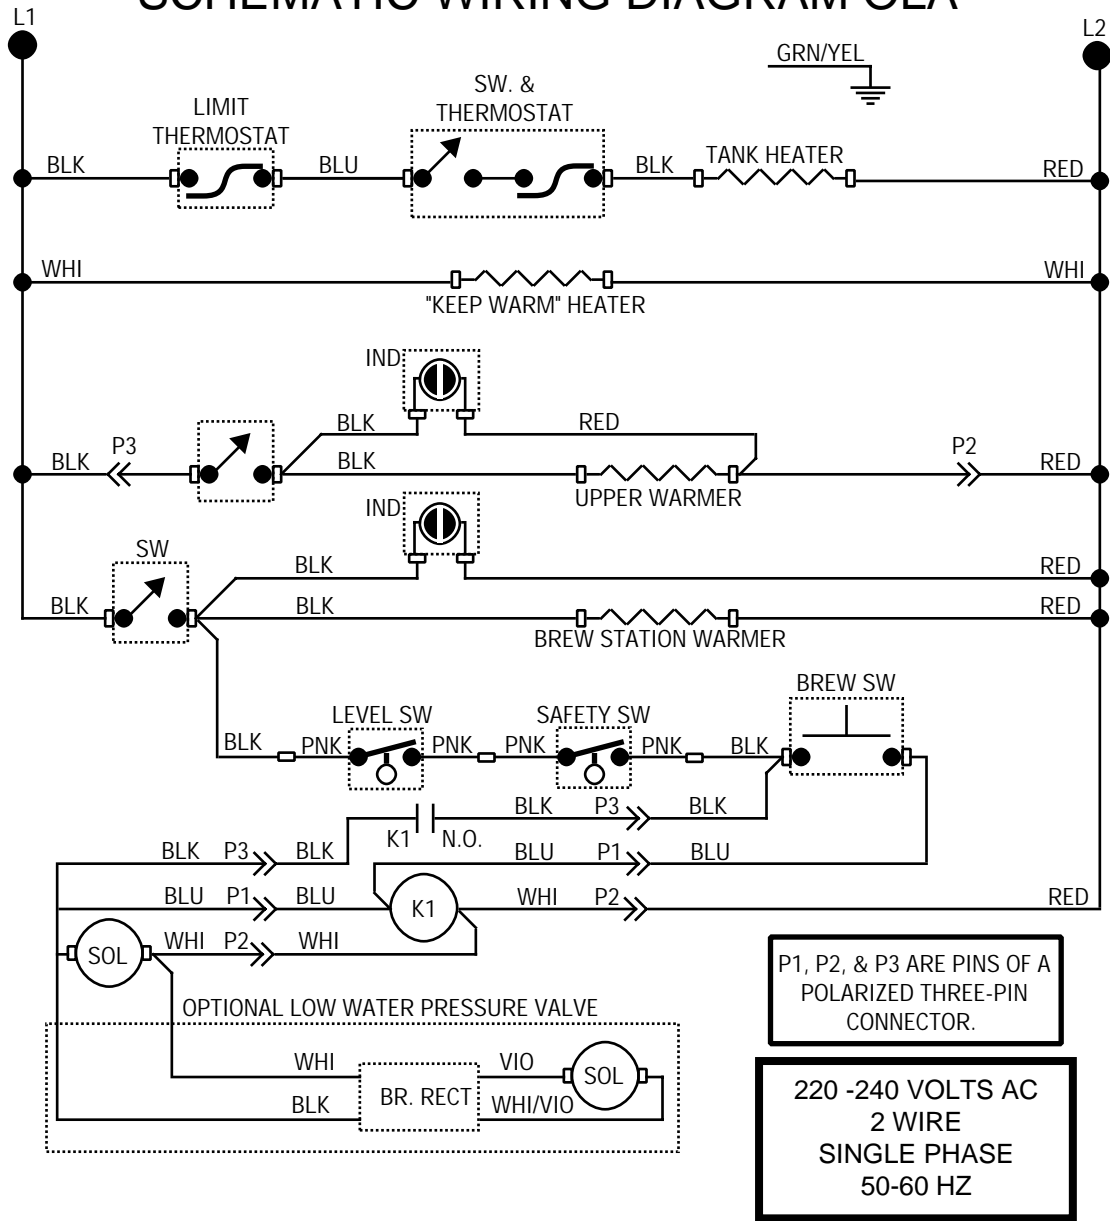 SCHEMATIC WIRING DIAGRAM CLA
L1
L2
GRN/YEL
SW. &
THERMOSTAT
LIMIT
THERMOSTAT
BLK
BLU
BLK
TANK HEATER
RED
WHI
WHI
"KEEP WARM" HEATER
IND
BLK
RED
BLK
P3
BLK
P2
RED
UPPER WARMER
IND
SW
BLK
RED
BLK
BLK
RED
BREW STATION WARMER
BREW SW
LEVEL SW
SAFETY SW
BLK
PNK
PNK
PNK
PNK
BLK
K1
N.O.
BLK
P3
BLK
BLK
P3
BLK
BLU
P1
BLU
BLU
P1
BLU
K1
WHI
P2
RED
SOL
WHI
P2
WHI
P1, P2, & P3 ARE PINS OF A
POLARIZED THREE-PIN
CONNECTOR.
OPTIONAL LOW WATER PRESSURE VALVE
WHI
BR. RECT
VIO
SOL
BLK
WHI/VIO
220 -240 VOLTS AC
2 WIRE
SINGLE PHASE
50-60 HZ